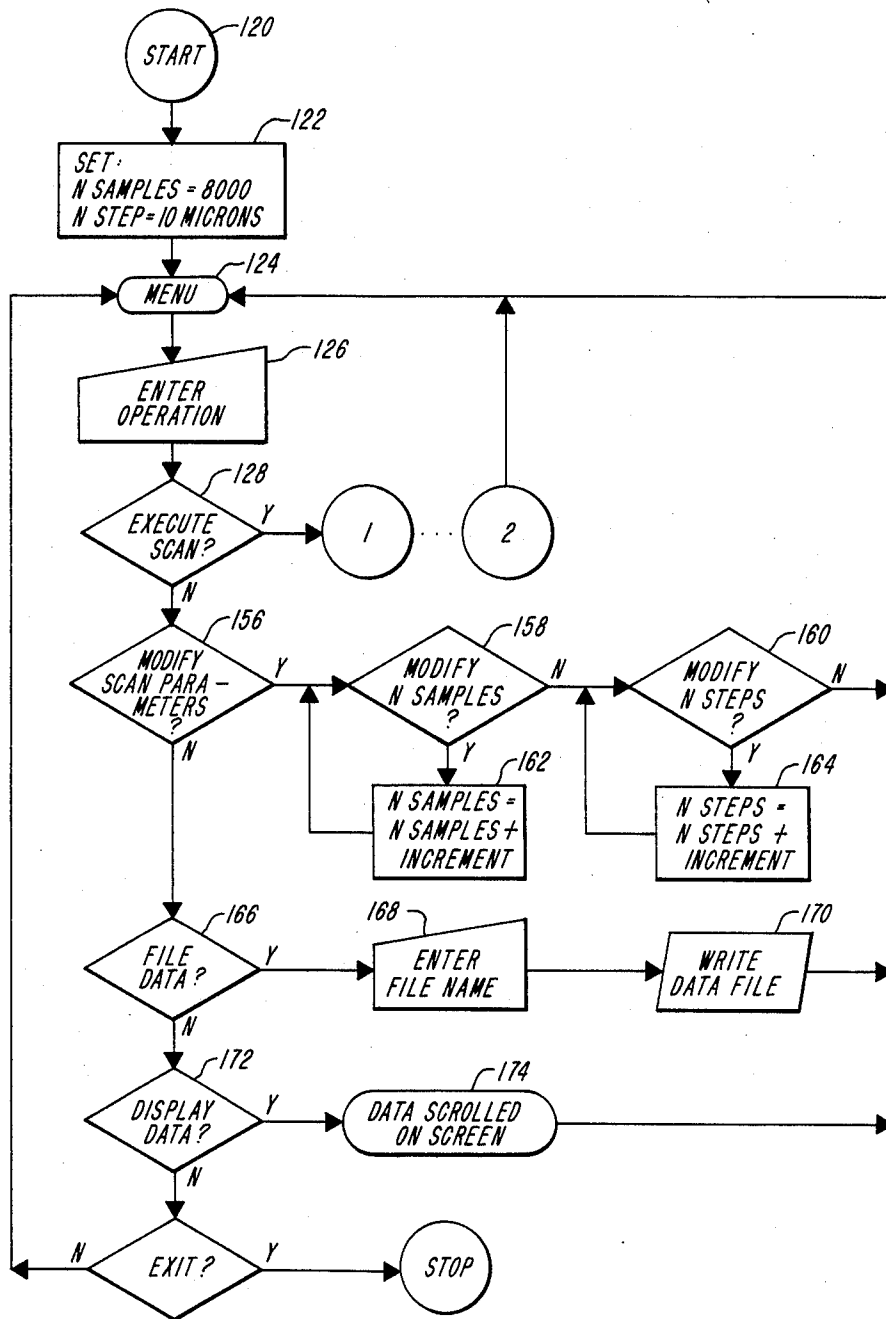 120
START
122
SET:
N SAMPLES = 8000
N STEP=10 MICRONS
124
MENU
126
ENTER
OPERATION
128
EXECUTE
SCAN?
Y
N
1
2
156
MODIFY
SCAN PARA-
METERS
?
Y
N
158
MODIFY
N SAMPLES
?
N
Y
160
MODIFY
N STEPS
?
N
Y
162
N SAMPLES =
N SAMPLES +
INCREMENT
164
N STEPS =
N STEPS +
INCREMENT
166
FILE
DATA?
Y
N
168
ENTER
FILE NAME
170
WRITE
DATA FILE
172
DISPLAY
DATA?
Y
N
174
DATA SCROLLED
ON SCREEN
N
EXIT?
Y
STOP